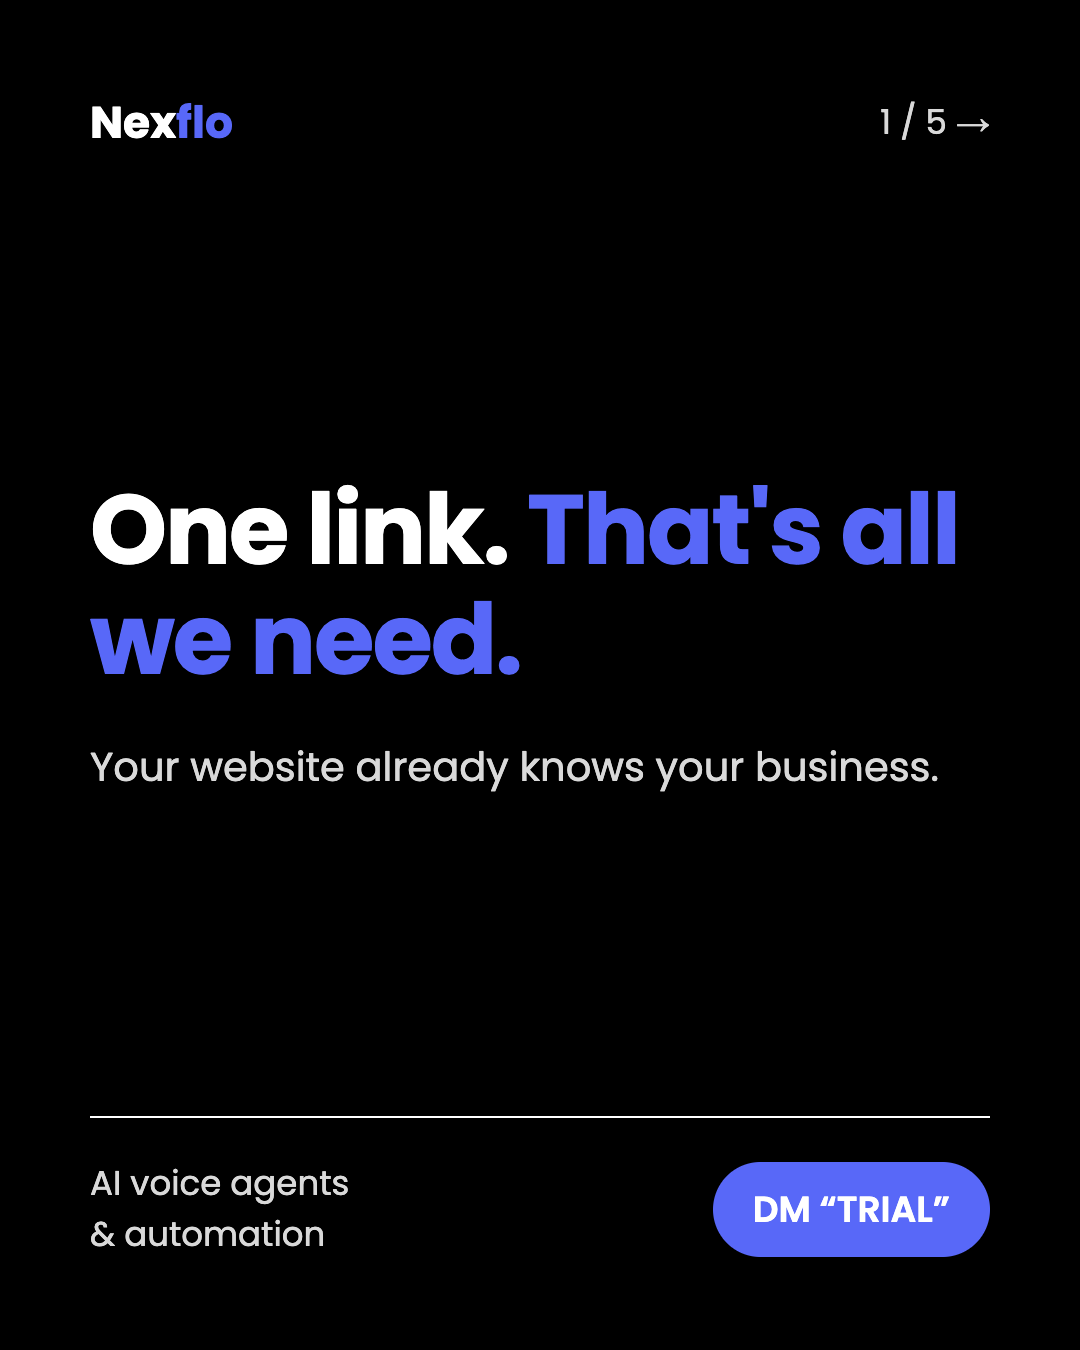 Nexflo
1 / 5 →
One link. That's all
we need.
Your website already knows your business.
AI voice agents
& automation
DM “TRIAL”